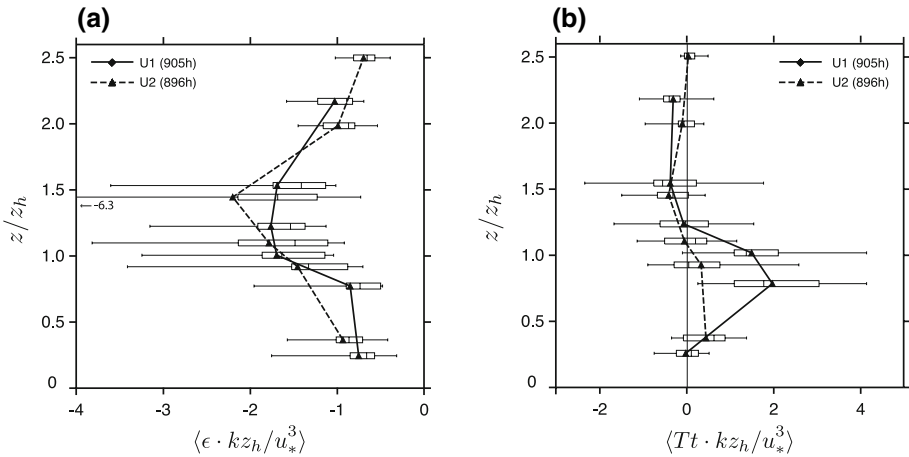 (a)
U1 (905h)
U2 (896h)
z/z_h
2.5
2.0
1.5
1.0
0.5
0
← -6.3
-4 -3 -2 -1 0
⟨ϵ · kz_h/u_*^3⟩
(b)
U1 (905h)
U2 (896h)
z/z_h
2.5
2.0
1.5
1.0
0.5
0
-2 0 2 4
⟨Tt · kz_h/u_*^3⟩